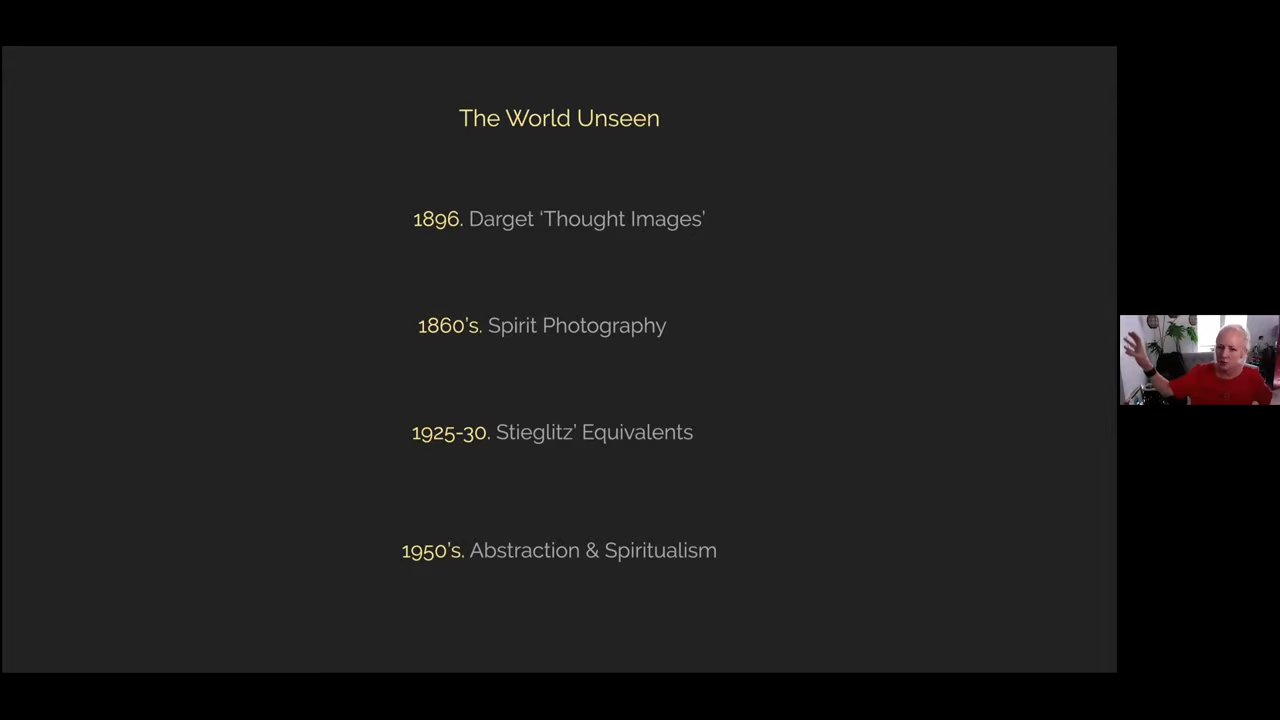 The World Unseen
1896. Darget ‘Thought Images’
1860’s. Spirit Photography
1925-30. Stieglitz’ Equivalents
1950’s. Abstraction & Spiritualism